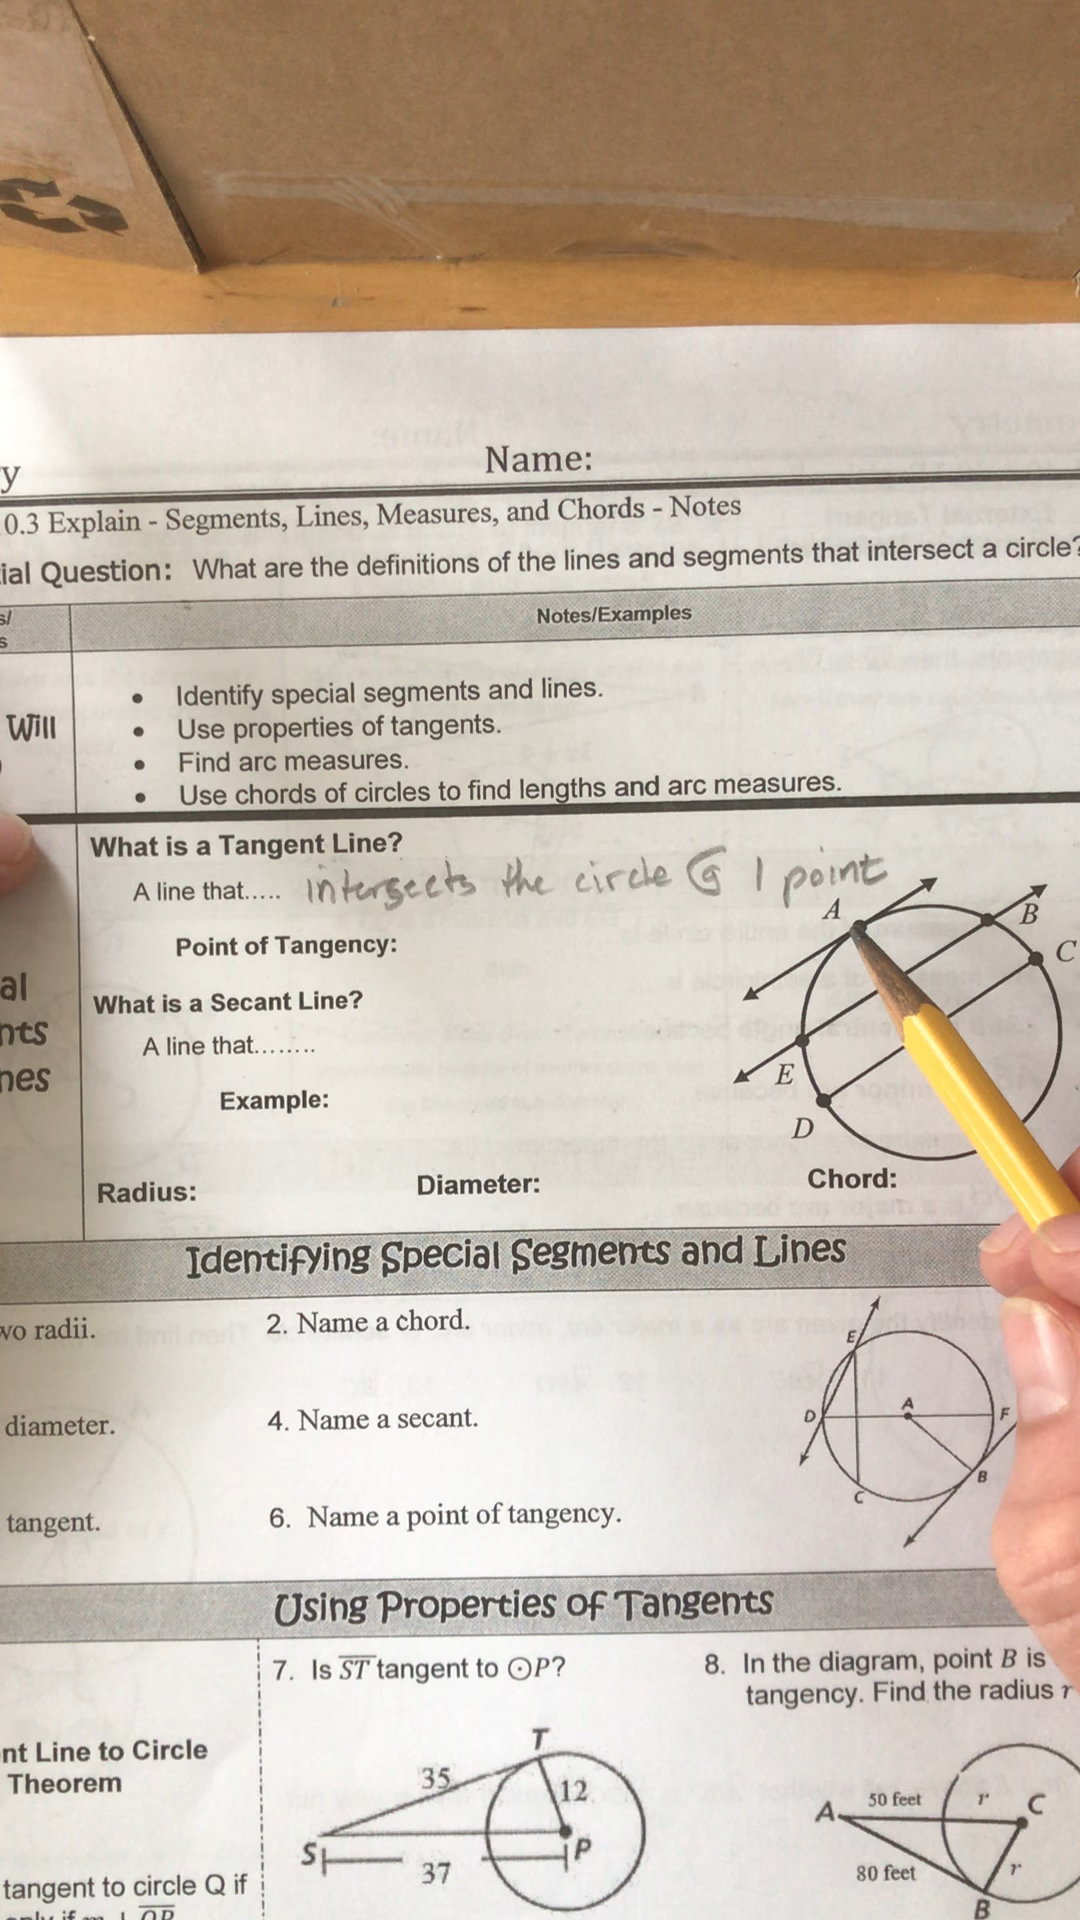 y Name:
0.3 Explain - Segments, Lines, Measures, and Chords - Notes
ial Question: What are the definitions of the lines and segments that intersect a circle?
s/
s
Notes/Examples
Will
• Identify special segments and lines.
• Use properties of tangents.
• Find arc measures.
• Use chords of circles to find lengths and arc measures.
What is a Tangent Line?
A line that..... intersects the circle @ 1 point
A
B
Point of Tangency:
C
al
nts
nes
What is a Secant Line?
A line that........
E
Example:
D
Radius: Diameter: Chord:
Identifying Special Segments and Lines
wo radii. 2. Name a chord.
E
diameter. 4. Name a secant.
D A F
B
C
tangent. 6. Name a point of tangency.
Using Properties of Tangents
7. Is ST tangent to ⊙P?
8. In the diagram, point B is
tangency. Find the radius r
nt Line to Circle
Theorem
T
35 12
S P
37
50 feet r C
A
80 feet r
B
tangent to circle Q if